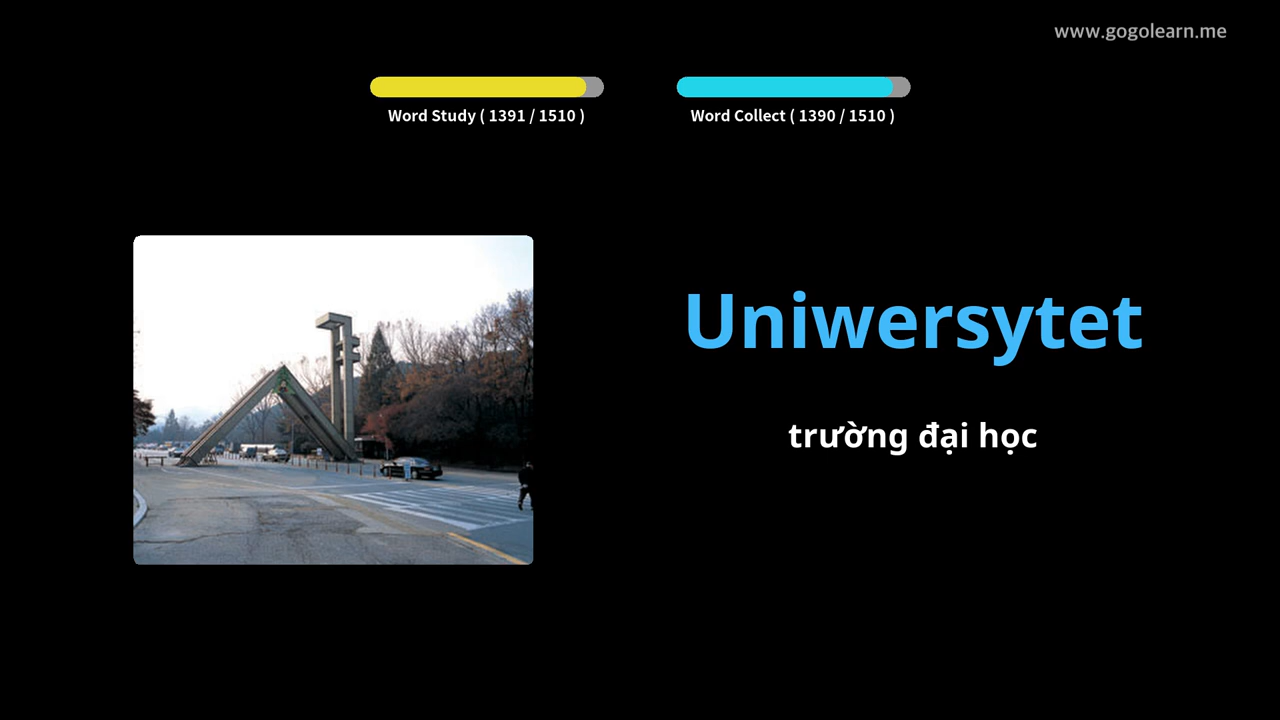 www.gogolearn.me
Word Study ( 1391 / 1510 )
Word Collect ( 1390 / 1510 )
Uniwersytet
trường đại học